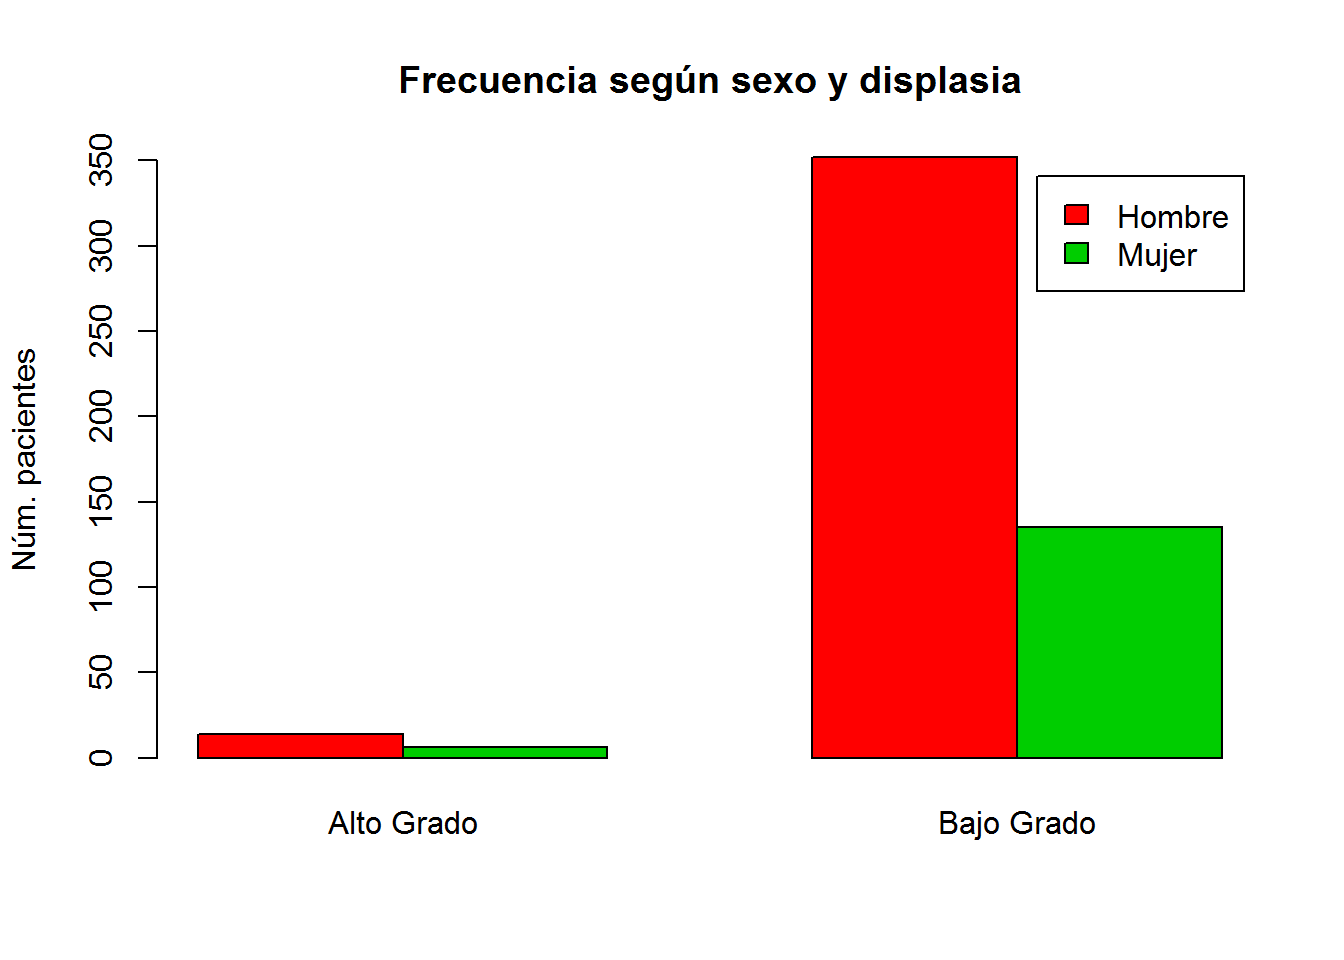 Frecuencia según sexo y displasia
Núm. pacientes
350
300
250
200
150
100
50
0
Hombre
Mujer
Alto Grado
Bajo Grado